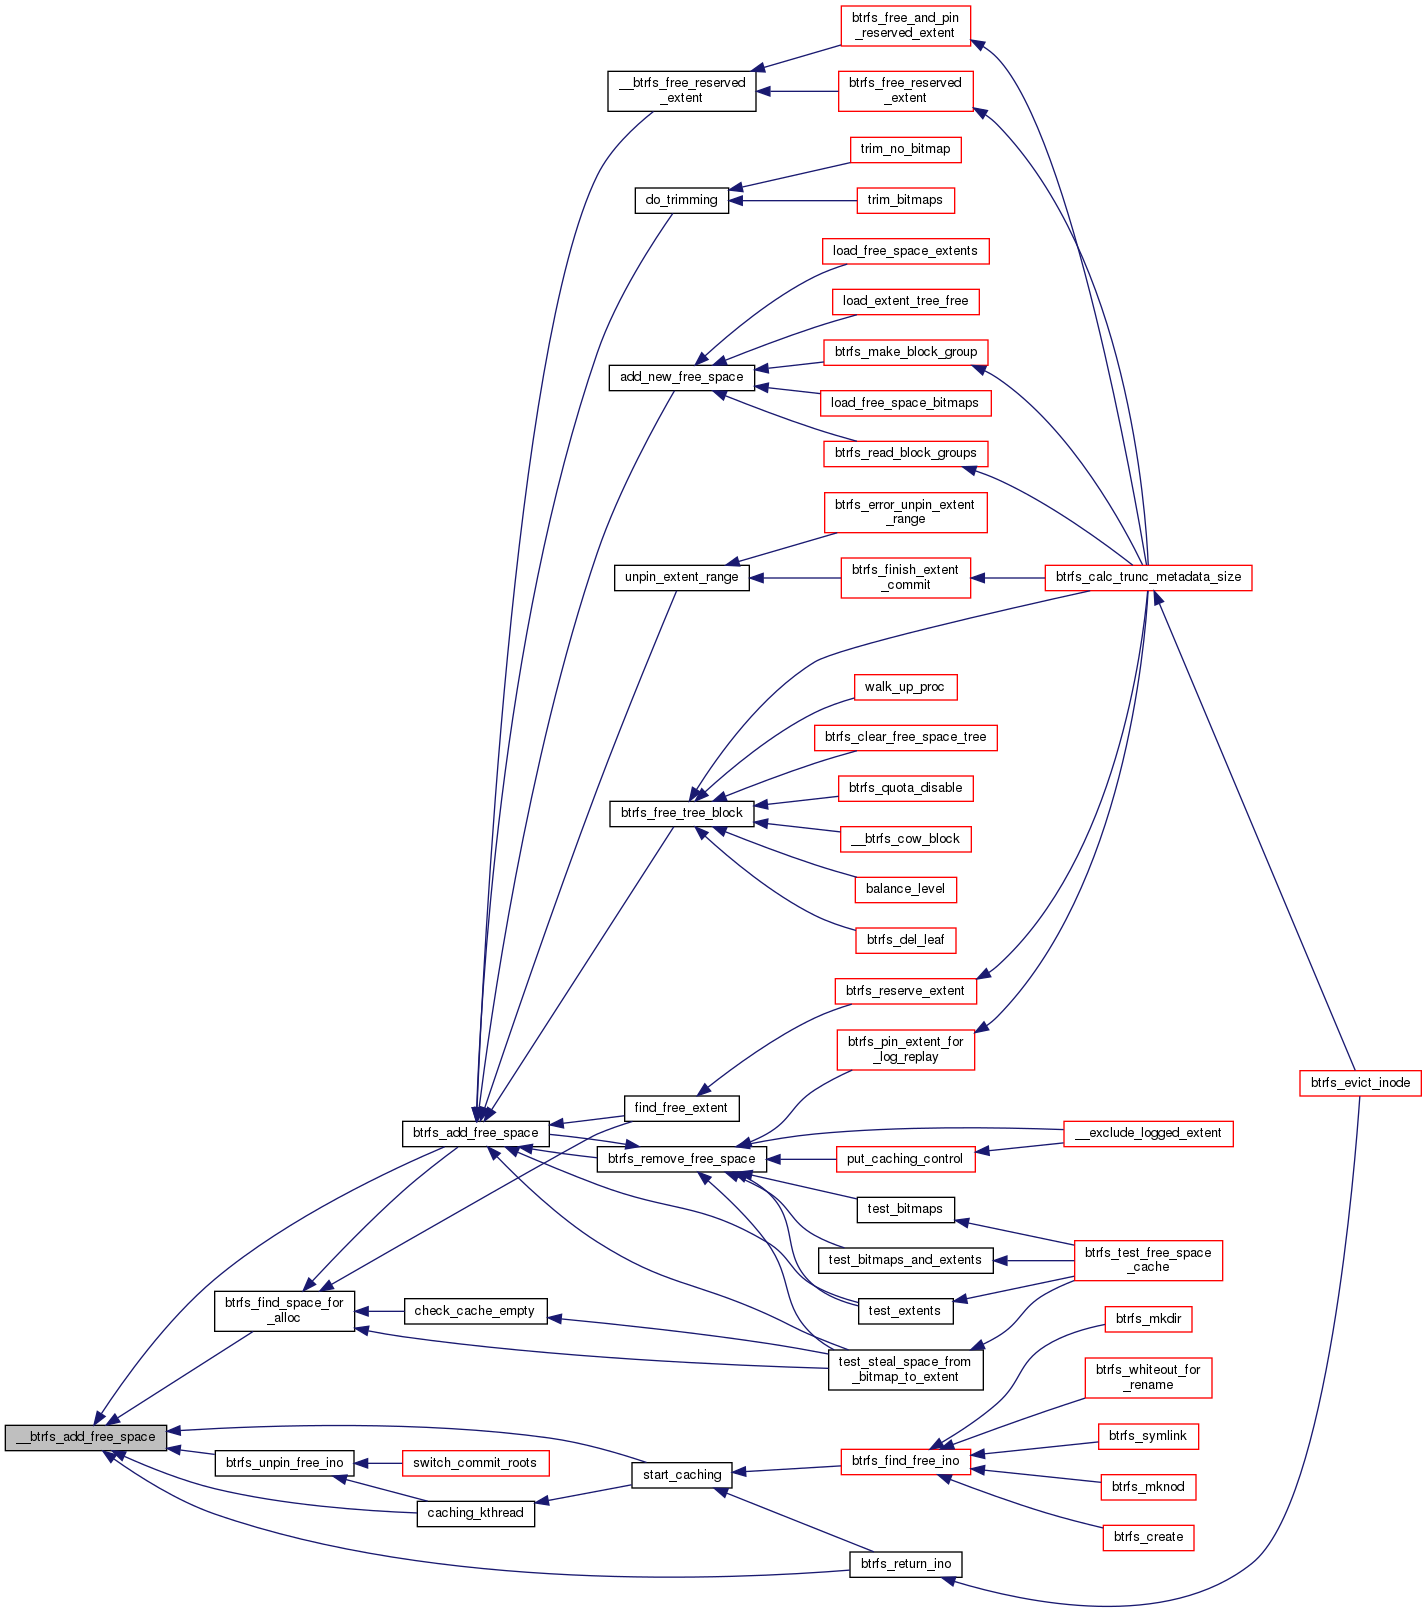 btrfs_free_and_pin
_reserved_extent
__btrfs_free_reserved
_extent
btrfs_free_reserved
_extent
trim_no_bitmap
do_trimming
trim_bitmaps
load_free_space_extents
load_extent_tree_free
btrfs_make_block_group
add_new_free_space
load_free_space_bitmaps
btrfs_read_block_groups
btrfs_error_unpin_extent
_range
unpin_extent_range
btrfs_finish_extent
_commit
btrfs_calc_trunc_metadata_size
walk_up_proc
btrfs_clear_free_space_tree
btrfs_quota_disable
btrfs_free_tree_block
__btrfs_cow_block
balance_level
btrfs_del_leaf
btrfs_reserve_extent
btrfs_pin_extent_for
_log_replay
btrfs_evict_inode
find_free_extent
btrfs_add_free_space
__exclude_logged_extent
btrfs_remove_free_space
put_caching_control
test_bitmaps
test_bitmaps_and_extents
btrfs_test_free_space
_cache
btrfs_find_space_for
_alloc
check_cache_empty
test_extents
btrfs_mkdir
test_steal_space_from
_bitmap_to_extent
btrfs_whiteout_for
_rename
__btrfs_add_free_space
btrfs_symlink
btrfs_unpin_free_ino
switch_commit_roots
start_caching
btrfs_find_free_ino
btrfs_mknod
caching_kthread
btrfs_create
btrfs_return_ino